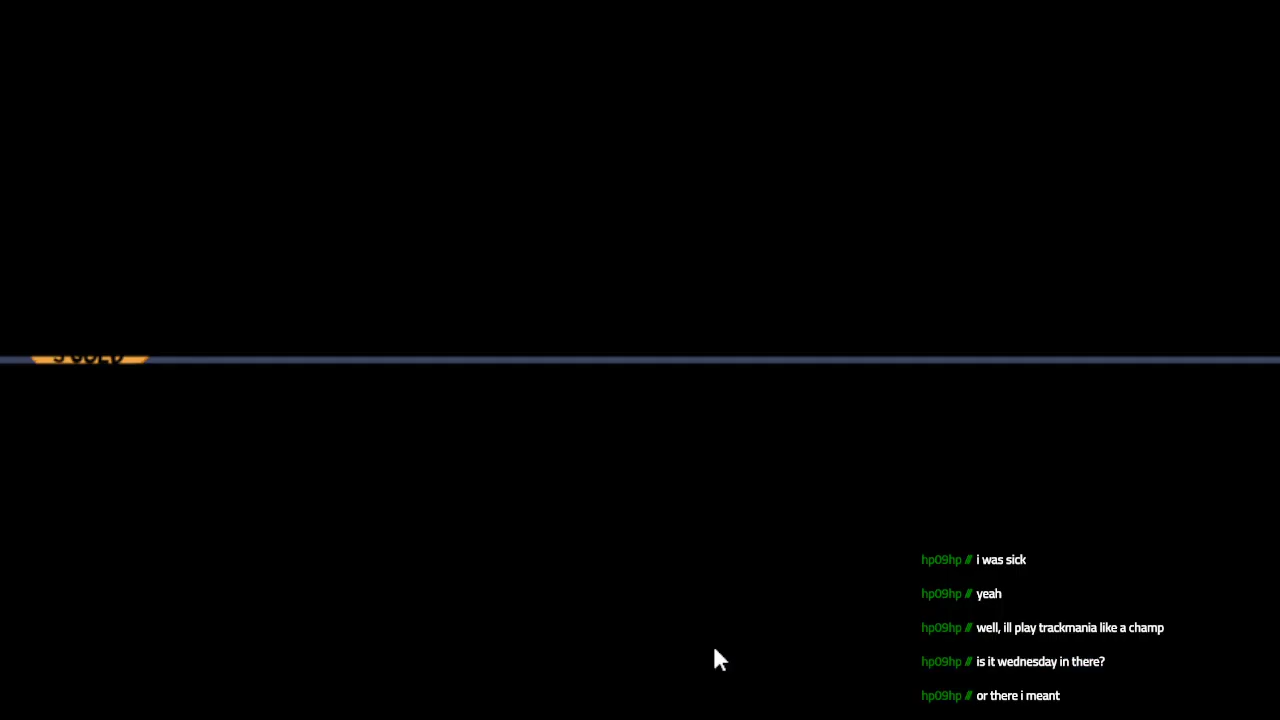 hp09hp // i was sick
hp09hp // yeah
hp09hp // well, ill play trackmania like a champ
hp09hp // is it wednesday in there?
hp09hp // or there i meant